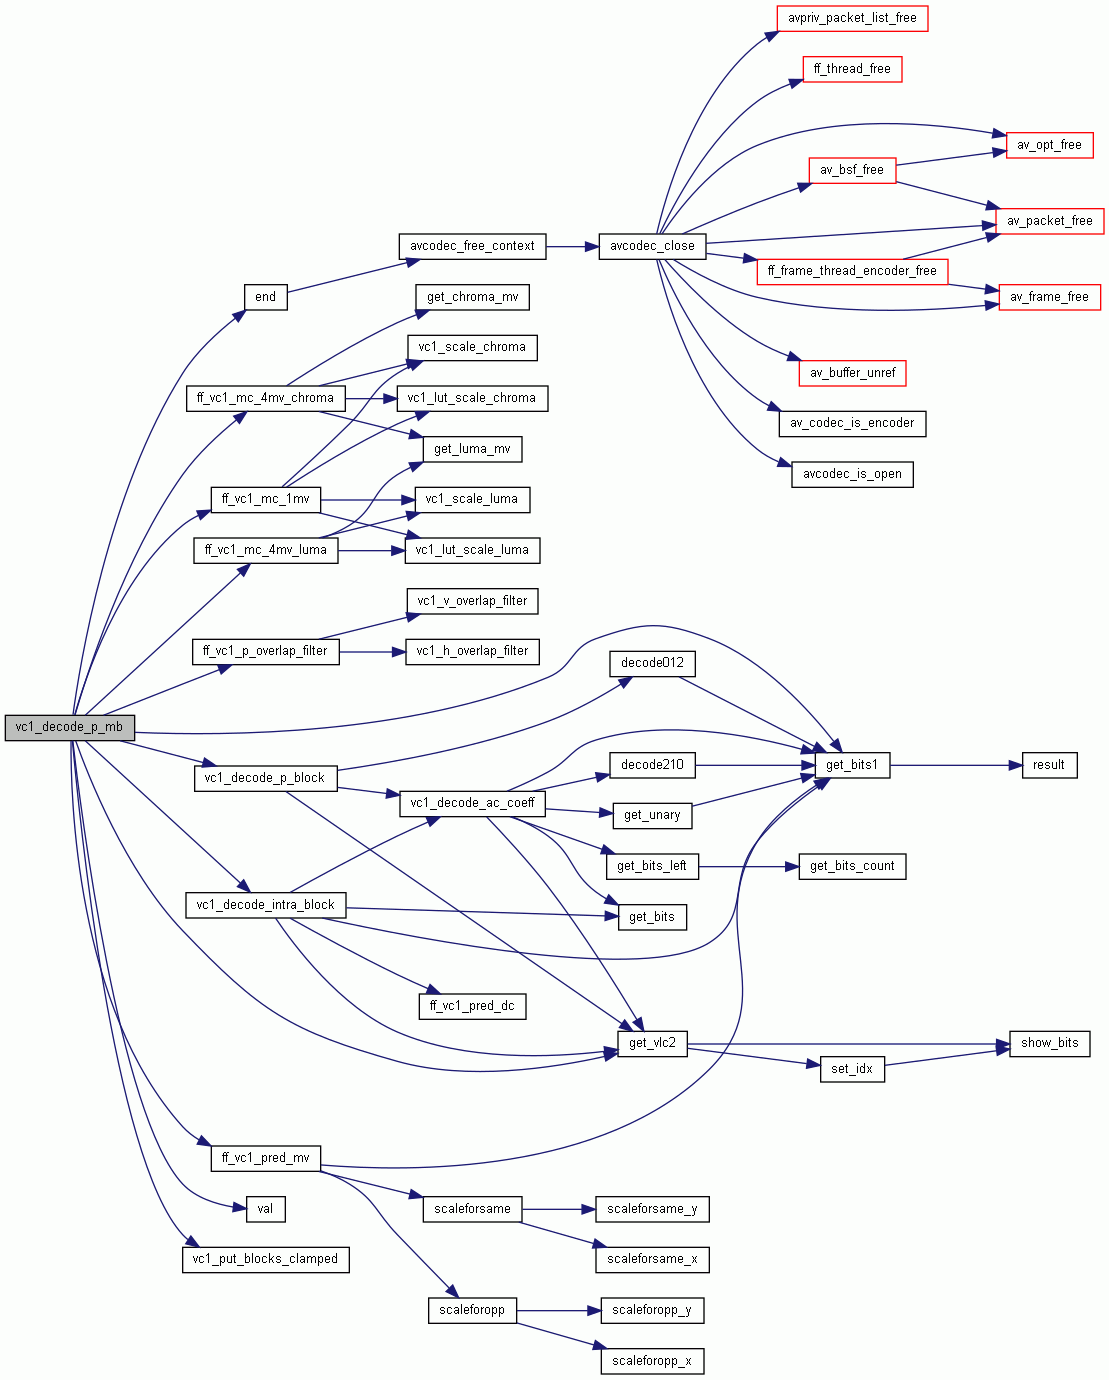 avpriv_packet_list_free
ff_thread_free
av_opt_free
av_bsf_free
av_packet_free
avcodec_free_context
avcodec_close
ff_frame_thread_encoder_free
end
get_chroma_mv
av_frame_free
vc1_scale_chroma
av_buffer_unref
ff_vc1_mc_4mv_chroma
vc1_lut_scale_chroma
av_codec_is_encoder
get_luma_mv
avcodec_is_open
ff_vc1_mc_1mv
vc1_scale_luma
ff_vc1_mc_4mv_luma
vc1_lut_scale_luma
vc1_v_overlap_filter
ff_vc1_p_overlap_filter
vc1_h_overlap_filter
decode012
vc1_decode_p_mb
vc1_decode_p_block
decode210
get_bits1
result
vc1_decode_ac_coeff
get_unary
get_bits_left
get_bits_count
vc1_decode_intra_block
get_bits
ff_vc1_pred_dc
get_vlc2
show_bits
set_idx
ff_vc1_pred_mv
val
scaleforsame
scaleforsame_y
vc1_put_blocks_clamped
scaleforsame_x
scaleforopp
scaleforopp_y
scaleforopp_x